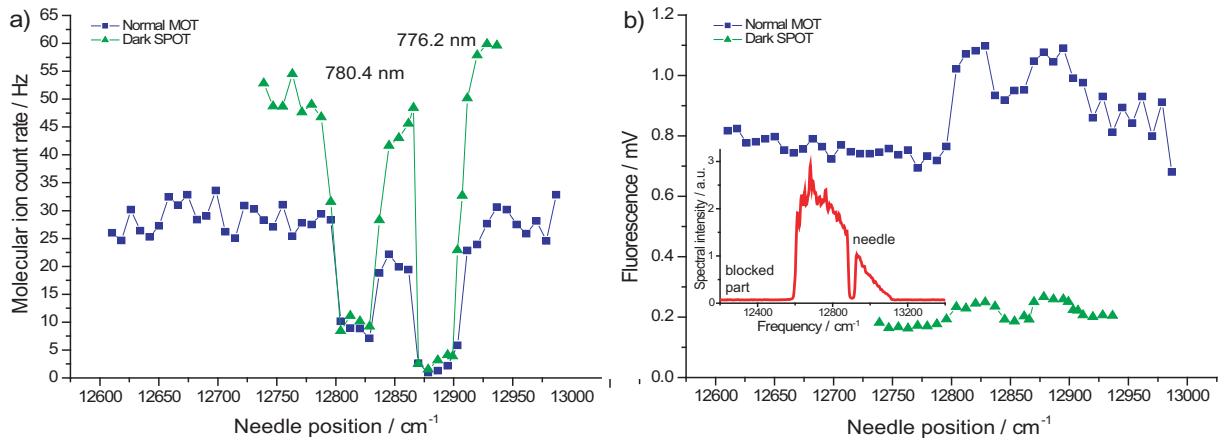 a)
Normal MOT
Dark SPOT
776.2 nm
780.4 nm
Molecular ion count rate / Hz
65
60
55
50
45
40
35
30
25
20
15
10
5
0
12600 12650 12700 12750 12800 12850 12900 12950 13000
Needle position / cm⁻¹
b)
Normal MOT
Dark SPOT
Fluorescence / mV
1.2
1.0
0.8
0.6
0.4
0.2
0.0
12600 12650 12700 12750 12800 12850 12900 12950 13000
Needle position / cm⁻¹
Spectral intensity / a.u.
3
2
1
0
needle
blocked
part
12400 12800 13200
Frequency / cm⁻¹